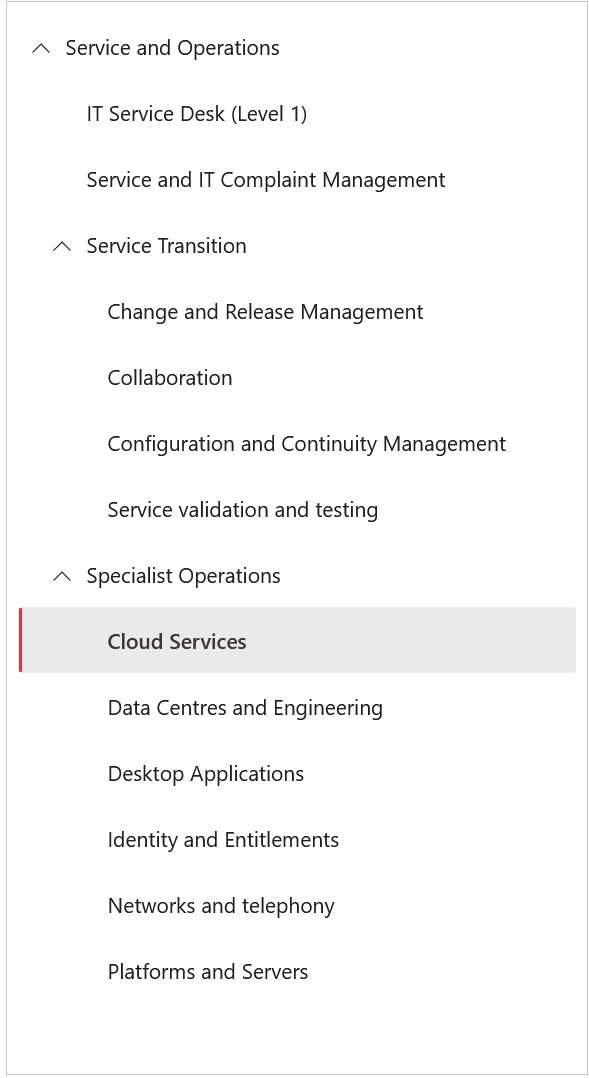 Service and Operations
IT Service Desk (Level 1)
Service and IT Complaint Management
Service Transition
Change and Release Management
Collaboration
Configuration and Continuity Management
Service validation and testing
Specialist Operations
Cloud Services
Data Centres and Engineering
Desktop Applications
Identity and Entitlements
Networks and telephony
Platforms and Servers